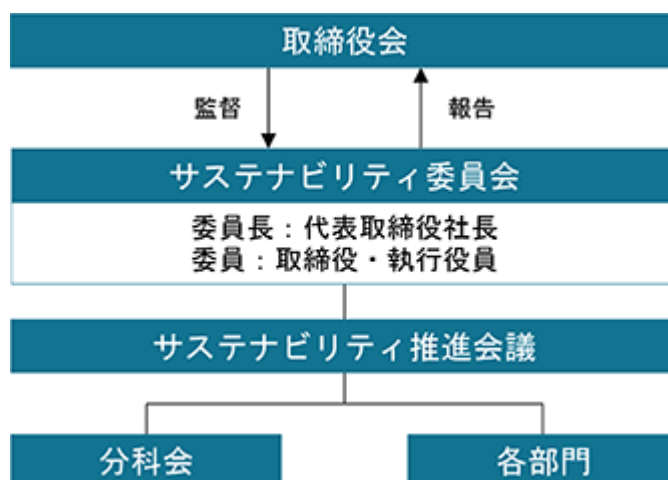 取締役会
監督
報告
サステナビリティ委員会
委員長：代表取締役社長
委員：取締役・執行役員
サステナビリティ推進会議
分科会
各部門